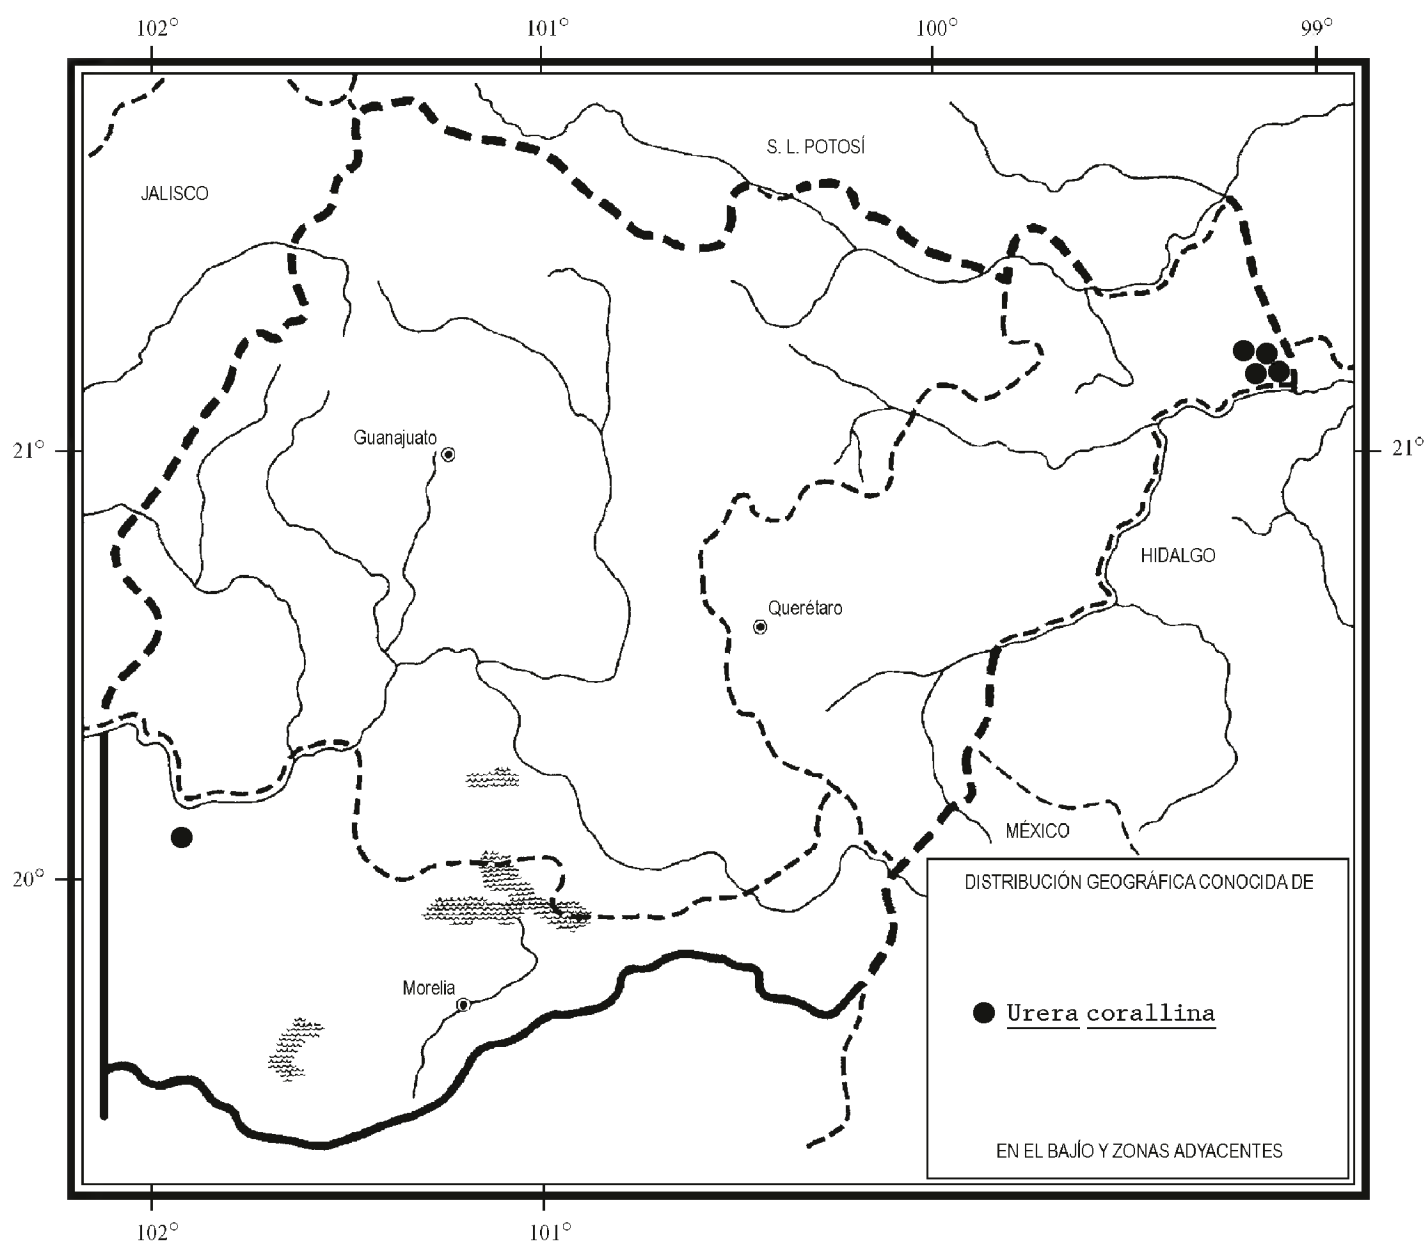 102° 101° 100° 99°
S. L. POTOSÍ
JALISCO
Guanajuato
21° 21°
HIDALGO
Querétaro
MÉXICO
20°
DISTRIBUCIÓN GEOGRÁFICA CONOCIDA DE
Morelia
Urera corallina
EN EL BAJÍO Y ZONAS ADYACENTES
102° 101°